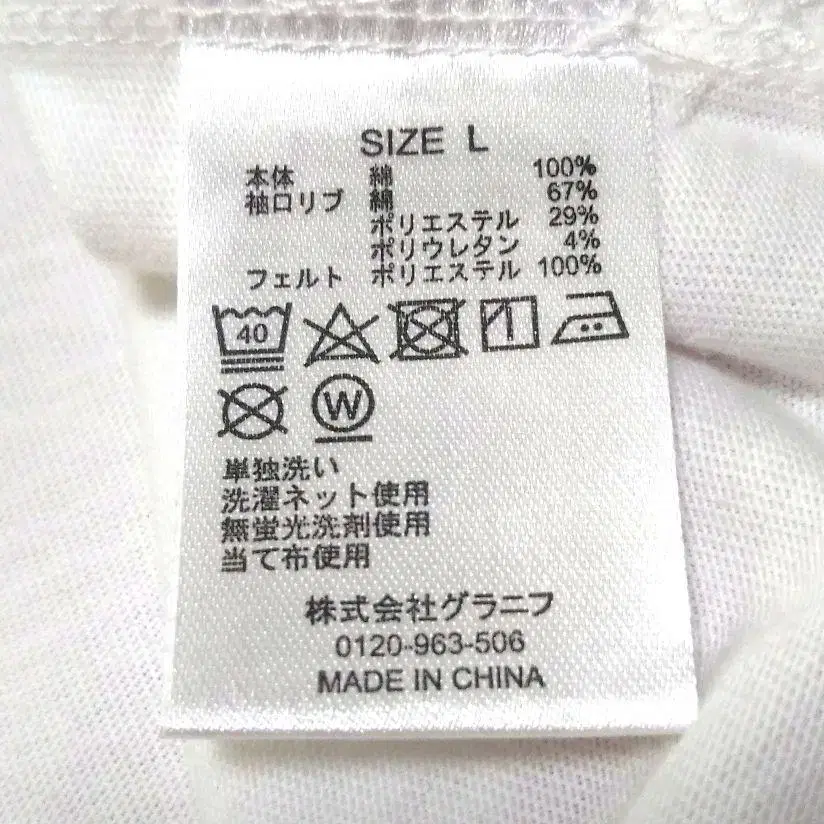 SIZE L
本体 綿 100%
袖口リブ 綿 67%
ポリエステル 29%
ポリウレタン 4%
フェルト ポリエステル 100%
40
W
単独洗い
洗濯ネット使用
無蛍光洗剤使用
当て布使用
株式会社グラニフ
0120-963-506
MADE IN CHINA